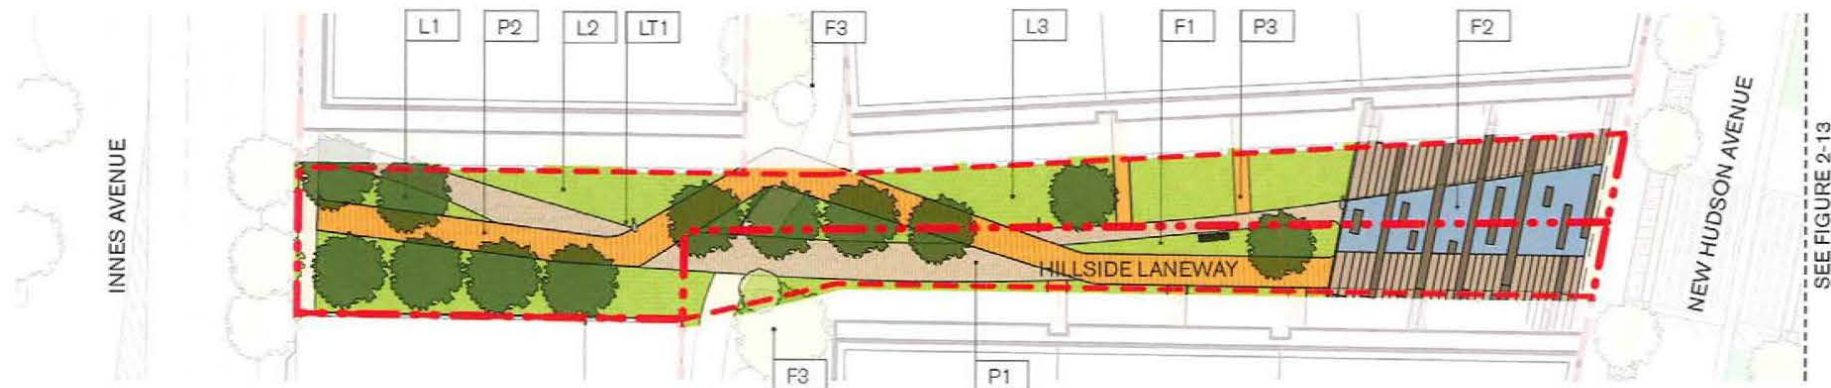 L1
P2
L2
LT1
F3
L3
F1
P3
F2
INNES AVENUE
HILLSIDE LANEWAY
NEW HUDSON AVENUE
SEE FIGURE 2-13
F3
P1